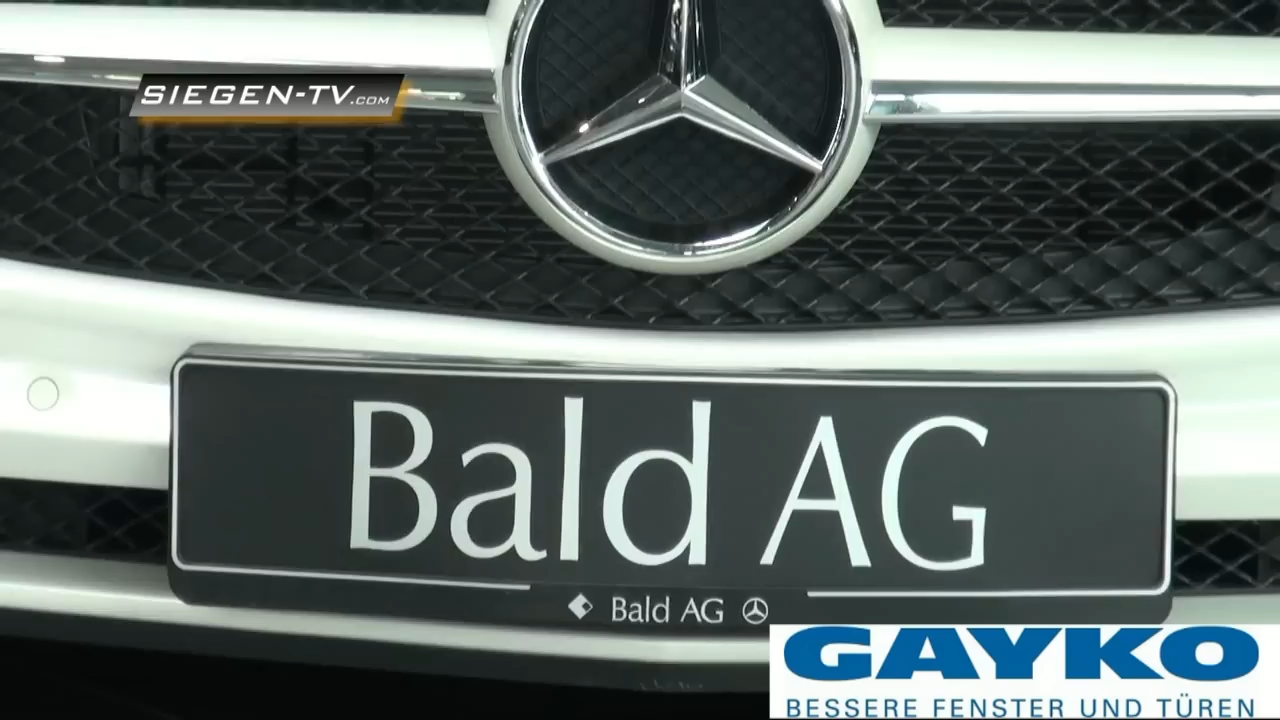 SIEGEN-TV.COM
Bald AG
Bald AG
GAYKO
BESSERE FENSTER UND TÜREN